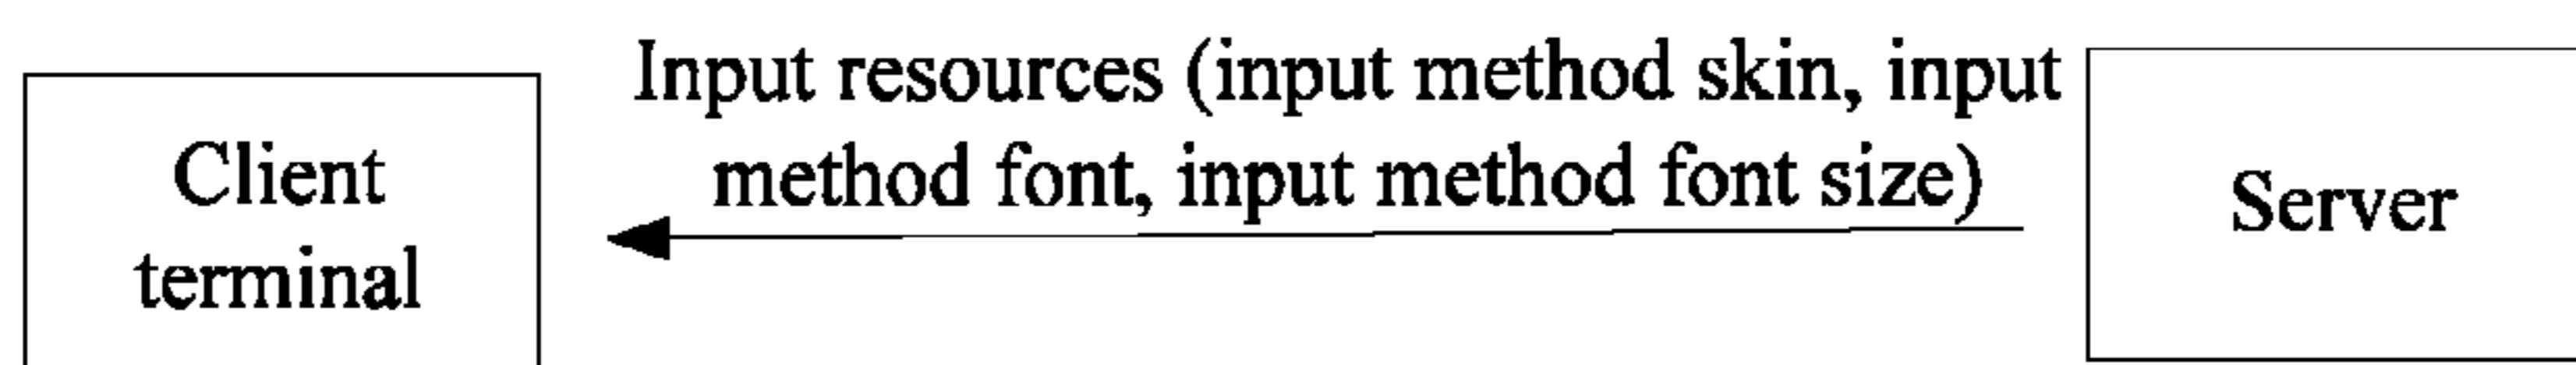 Client
terminal
Input resources (input method skin, input
method font, input method font size)
Server